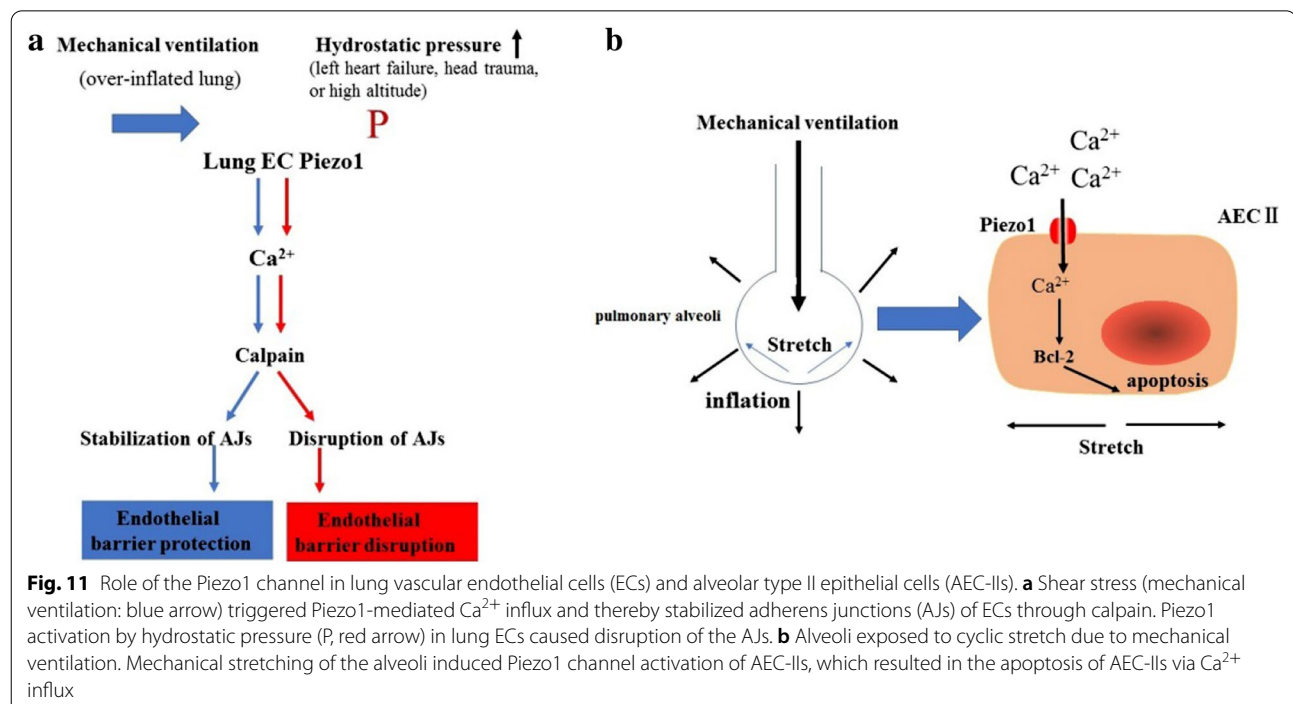 a
Mechanical ventilation
(over-inflated lung)
Hydrostatic pressure ↑
(left heart failure, head trauma,
or high altitude)
P
Lung EC Piezo1
Ca²⁺
Calpain
Stabilization of AJs
Disruption of AJs
Endothelial
barrier protection
Endothelial
barrier disruption
b
Mechanical ventilation
pulmonary alveoli
Stretch
inflation
Ca²⁺
Ca²⁺ Ca²⁺
Piezo1
AEC Ⅱ
Ca²⁺
Bcl-2
apoptosis
Stretch
Fig. 11 Role of the Piezo1 channel in lung vascular endothelial cells (ECs) and alveolar type II epithelial cells (AEC-IIs). a Shear stress (mechanical
ventilation: blue arrow) triggered Piezo1-mediated Ca²⁺ influx and thereby stabilized adherens junctions (AJs) of ECs through calpain. Piezo1
activation by hydrostatic pressure (P, red arrow) in lung ECs caused disruption of the AJs. b Alveoli exposed to cyclic stretch due to mechanical
ventilation. Mechanical stretching of the alveoli induced Piezo1 channel activation of AEC-IIs, which resulted in the apoptosis of AEC-IIs via Ca²⁺
influx